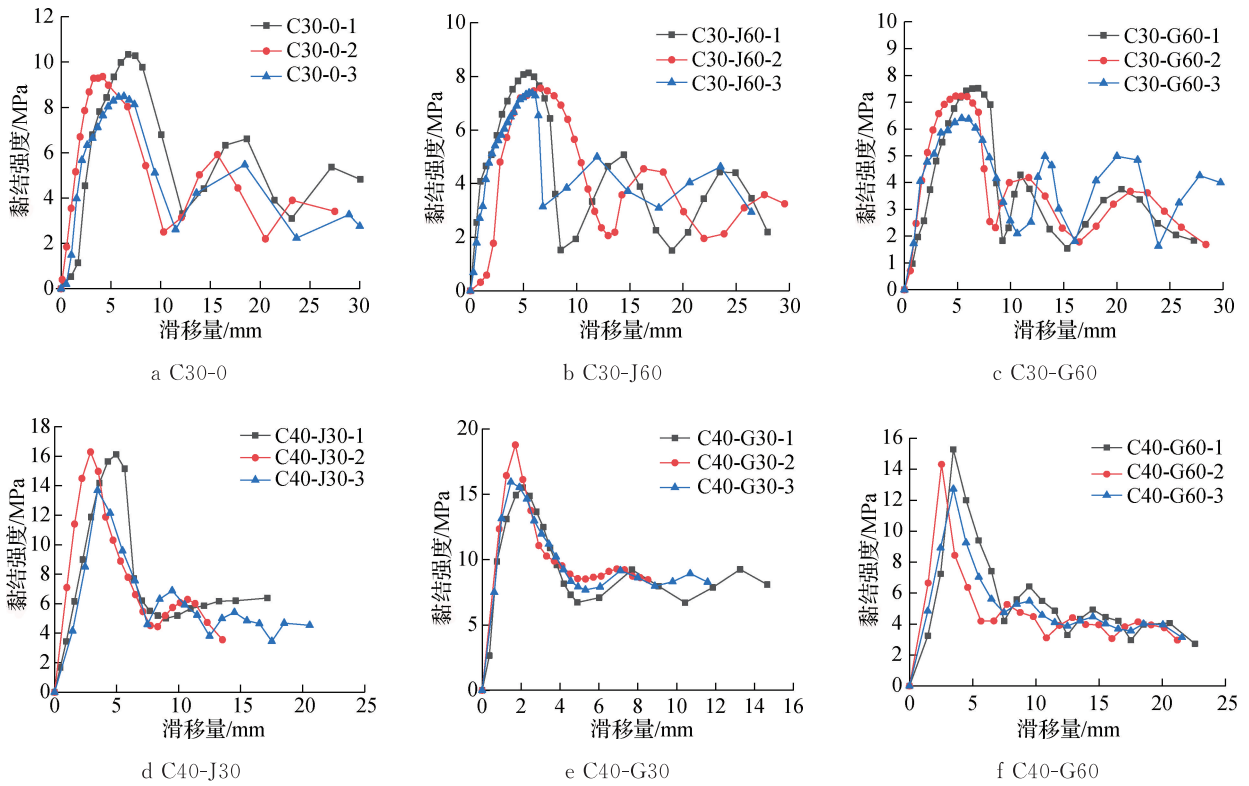 黏结强度/MPa
12
10
8
6
4
2
0
0 5 10 15 20 25 30
滑移量/mm
C30-0-1
C30-0-2
C30-0-3
a C30-0
黏结强度/MPa
10
8
6
4
2
0
0 5 10 15 20 25 30
滑移量/mm
C30-J60-1
C30-J60-2
C30-J60-3
b C30-J60
黏结强度/MPa
10
9
8
7
6
5
4
3
2
1
0
0 5 10 15 20 25 30
滑移量/mm
C30-G60-1
C30-G60-2
C30-G60-3
c C30-G60
黏结强度/MPa
18
16
14
12
10
8
6
4
2
0
0 5 10 15 20 25
滑移量/mm
C40-J30-1
C40-J30-2
C40-J30-3
d C40-J30
黏结强度/MPa
20
15
10
5
0
0 2 4 6 8 10 12 14 16
滑移量/mm
C40-G30-1
C40-G30-2
C40-G30-3
e C40-G30
黏结强度/MPa
16
14
12
10
8
6
4
2
0
0 5 10 15 20 25
滑移量/mm
C40-G60-1
C40-G60-2
C40-G60-3
f C40-G60